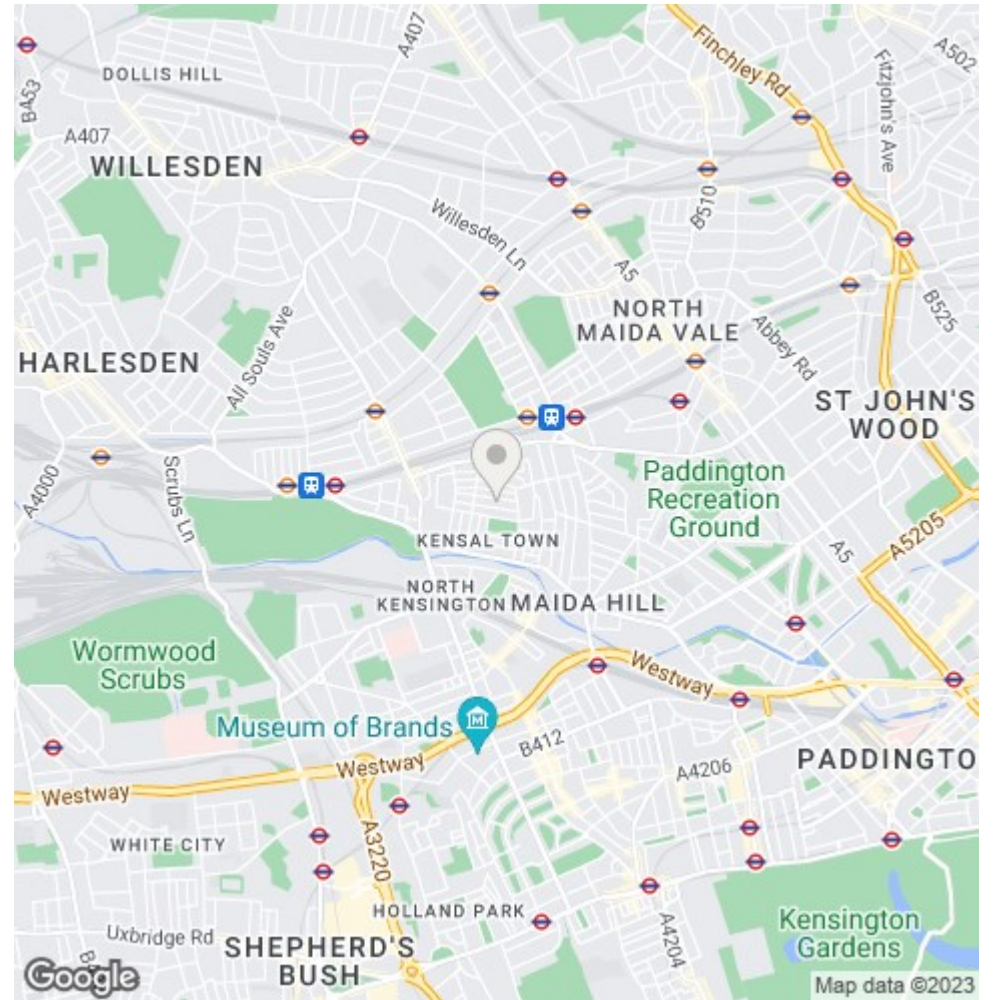 A407
Finchley Rd
A502
DOLLIS HILL
Fitzjohn's Ave
BA53
A407
WILLESDEN
B510
Willesden Ln
A5
NORTH
MAIDA VALE
B525
All Souls Ave
Abbey Rd
HARLESDEN
ST JOHN'S
WOOD
A4000
Scrubs Ln
Paddington
Recreation
Ground
KENSAL TOWN
A5
A5205
NORTH
KENSINGTON
MAIDA HILL
Wormwood
Scrubs
Westway
Museum of Brands
M
B412
Westway
A4206
PADDINGTO
Westway
WHITE CITY
A3220
HOLLAND PARK
A4204
Kensington
Gardens
Uxbridge Rd
SHEPHERD'S
BUSH
Google
Map data ©2023